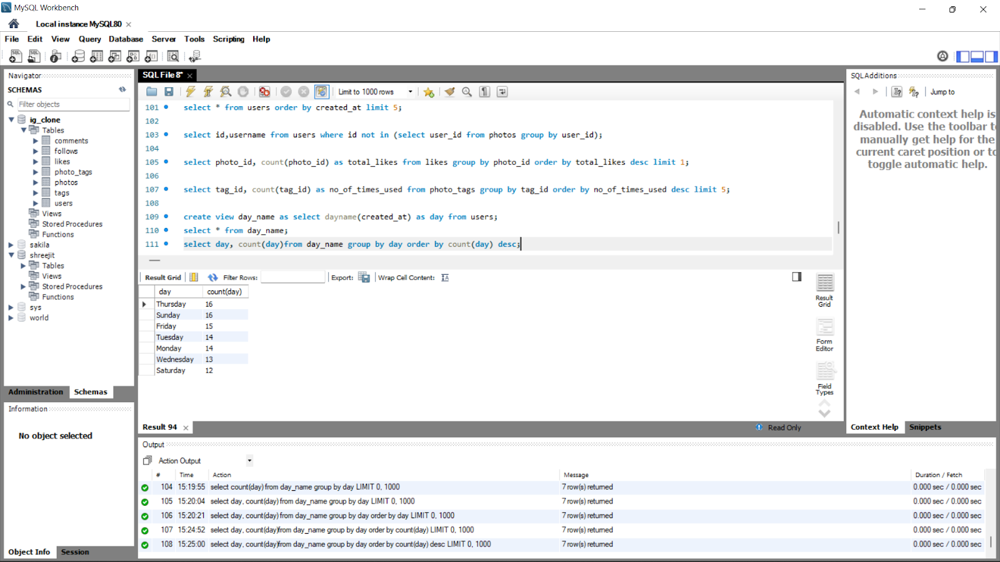 MySQL Workbench
Local instance MySQL80
File Edit View Query Database Server Tools Scripting Help
Navigator
SCHEMAS
Filter objects
ig_clone
Tables
comments
follows
likes
photo_tags
photos
tags
users
Views
Stored Procedures
Functions
sakila
shreejit
Tables
Views
Stored Procedures
Functions
sys
world
Administration Schemas
Information
No object selected
Object Info Session
SQL File 8*
Limit to 1000 rows
101 select * from users order by created_at limit 5;
102
103 select id,username from users where id not in (select user_id from photos group by user_id);
104
105 select photo_id, count(photo_id) as total_likes from likes group by photo_id order by total_likes desc limit 1;
106
107 select tag_id, count(tag_id) as no_of_times_used from photo_tags group by tag_id order by no_of_times_used desc limit 5;
108
109 create view day_name as select dayname(created_at) as day from users;
110 select * from day_name;
111 select day, count(day)from day_name group by day order by count(day) desc;
Result Grid Filter Rows: Export: Wrap Cell Content:
day count(day)
Thursday 16
Sunday 16
Friday 15
Tuesday 14
Monday 14
Wednesday 13
Saturday 12
Result
Grid
Form
Editor
Field
Types
Result 94
Read Only
SQLAdditions
Jump to
Automatic context help is
disabled. Use the toolbar t
manually get help for the
current caret position or to
toggle automatic help.
Context Help Snippets
Output
Action Output
# Time Action Message Duration / Fetch
104 15:19:55 select count(day) from day_name group by day LIMIT 0, 1000 7 row(s) returned 0.000 sec / 0.000 sec
105 15:20:04 select day, count(day) from day_name group by day LIMIT 0, 1000 7 row(s) returned 0.000 sec / 0.000 sec
106 15:20:21 select day, count(day) from day_name group by day order by day LIMIT 0, 1000 7 row(s) returned 0.000 sec / 0.000 sec
107 15:24:52 select day, count(day)from day_name group by day order by count(day) LIMIT 0, 1000 7 row(s) returned 0.000 sec / 0.000 sec
108 15:25:00 select day, count(day)from day_name group by day order by count(day) desc LIMIT 0, 1000 7 row(s) returned 0.000 sec / 0.000 sec